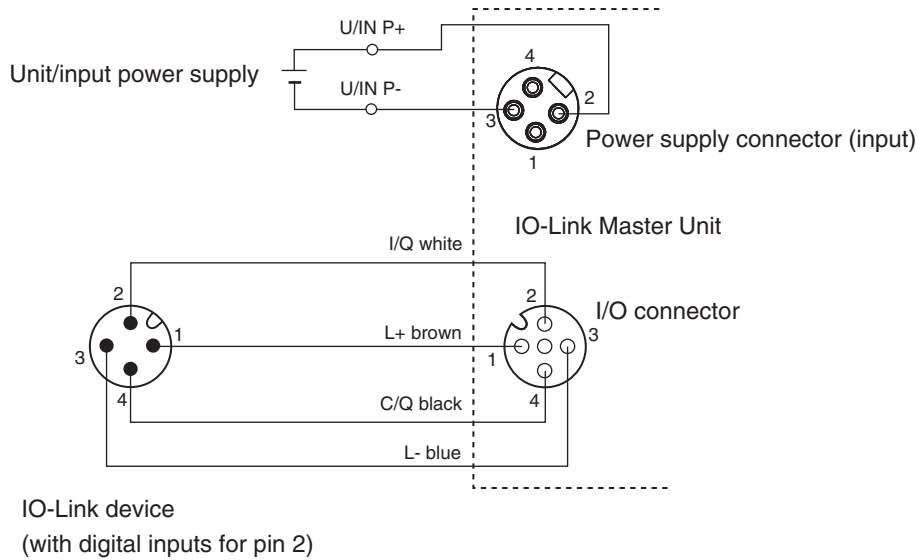 U/IN P+
Unit/input power supply
U/IN P-
4
2
3
1
Power supply connector (input)
IO-Link Master Unit
I/Q white
2
2
I/O connector
1
L+ brown
3
3
1
4
4
C/Q black
L- blue
IO-Link device
(with digital inputs for pin 2)